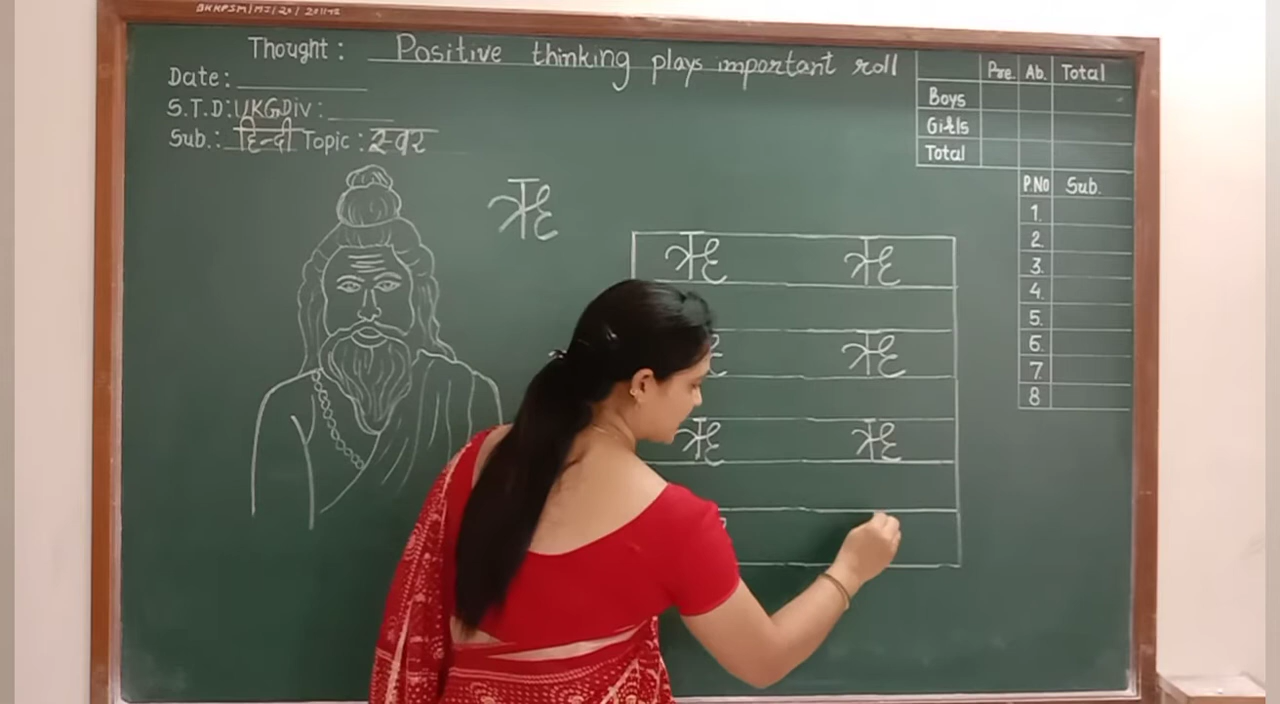 Thought: Positive thinking plays important roll
Date:
S.T.D: UKG Div:
Sub.: हिन्दी Topic: स्वर
Pre. Ab. Total
Boys
Girls
Total
P.No Sub.
1.
2.
3.
4.
5.
6.
7.
8
ऋ
ऋ ऋ
ऋ
ऋ ऋ